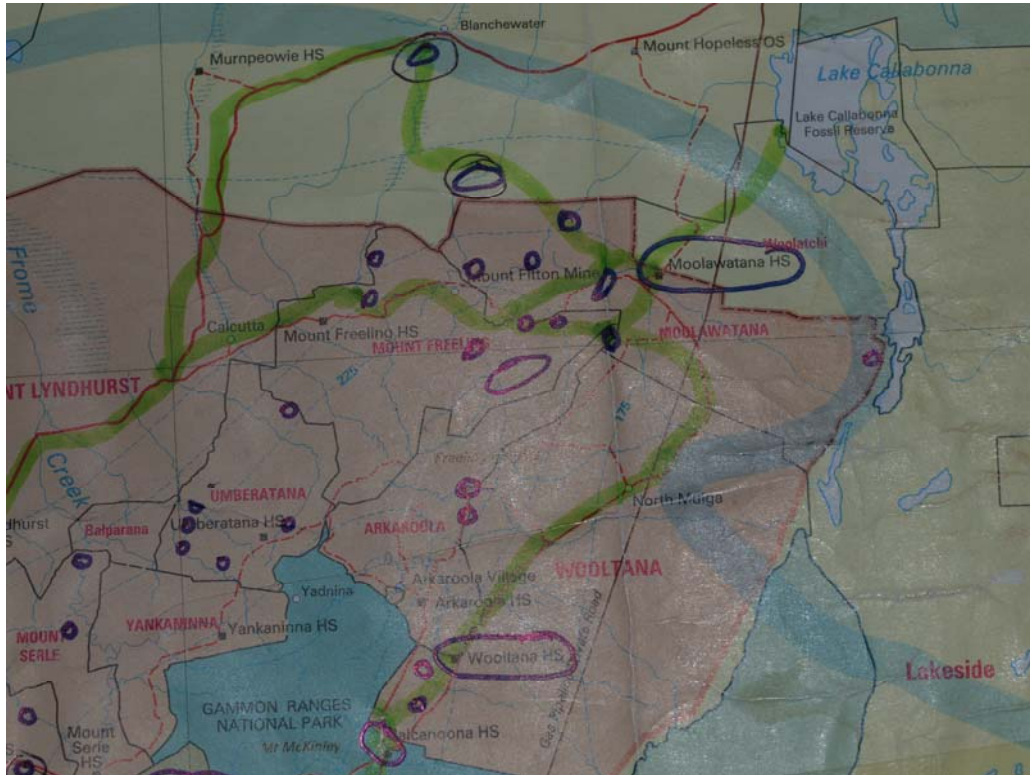 Blanchewater
Murnpeowie HS
Mount Hopeless OS
Lake Callabonna
Lake Callabonna
Fossil Reserve
Woolatchi
Moolawatana HS
Mount Fitton Mine
Frome
Calcutta
Mount Freeling HS
MOUNT FREELING
MOOLAWATANA
NT LYNDHURST
225
175
Creek
UMBERATANA
North Mulga
dhurst
Umberatana HS
Balparana
ARKAROOLA
WOOLTANA
Arkaroola Village
Yadnina
Arkaroola HS
YANKANINNA
Yankaninna HS
MOUNT
SERLE
Wooltana HS
Lakeside
GAMMON RANGES
NATIONAL PARK
Mount
Serle
HS
Balcanoona HS
Mt McKinley